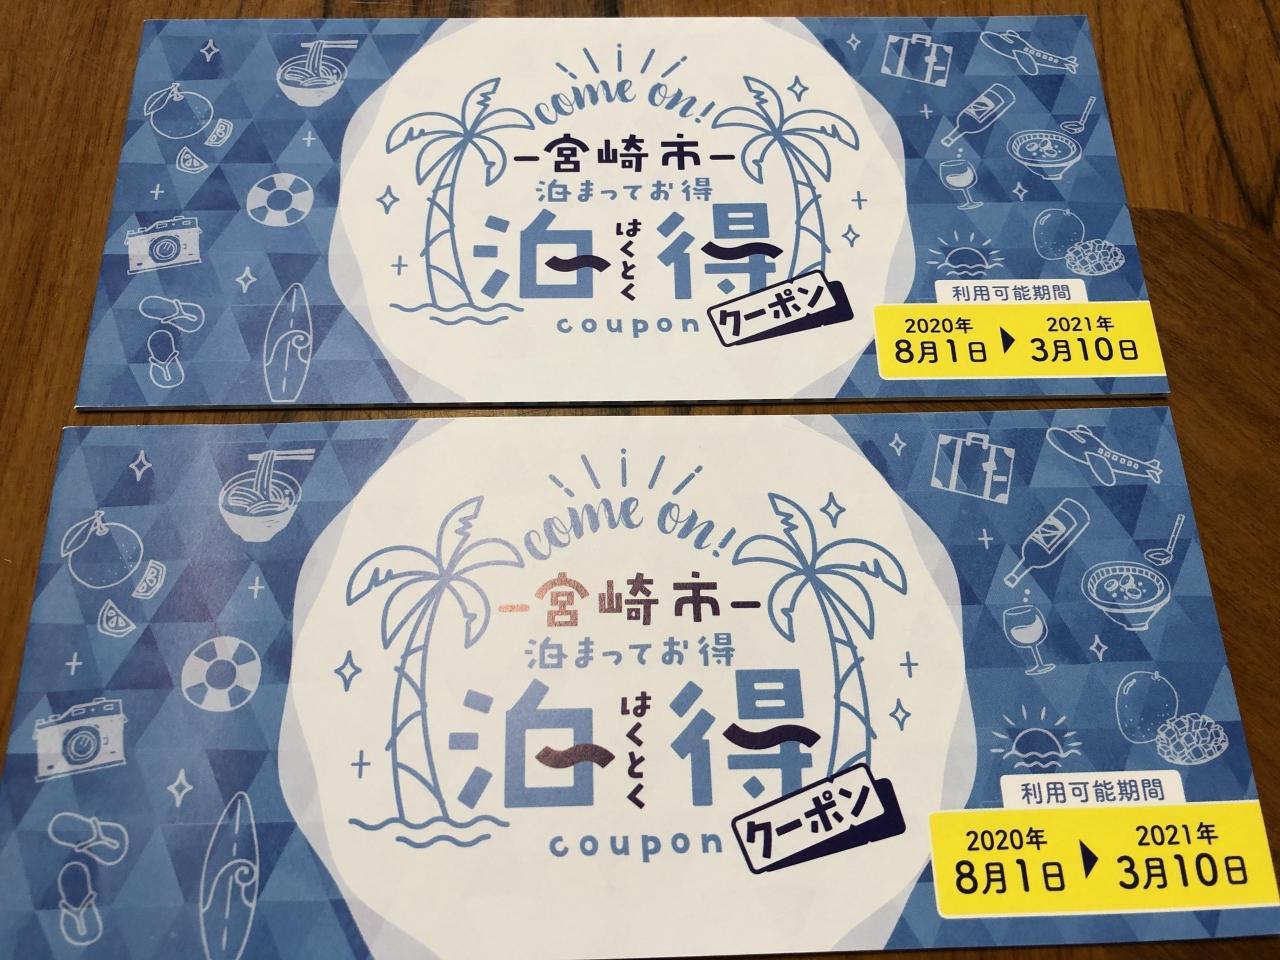 come on!
宮崎市
泊まってお得
泊 はくとく 得
coupon クーポン
利用可能期間
2020年 2021年
8月1日 ▶ 3月10日
come on!
宮崎市
泊まってお得
泊 はくとく 得
coupon クーポン
利用可能期間
2020年 2021年
8月1日 ▶ 3月10日